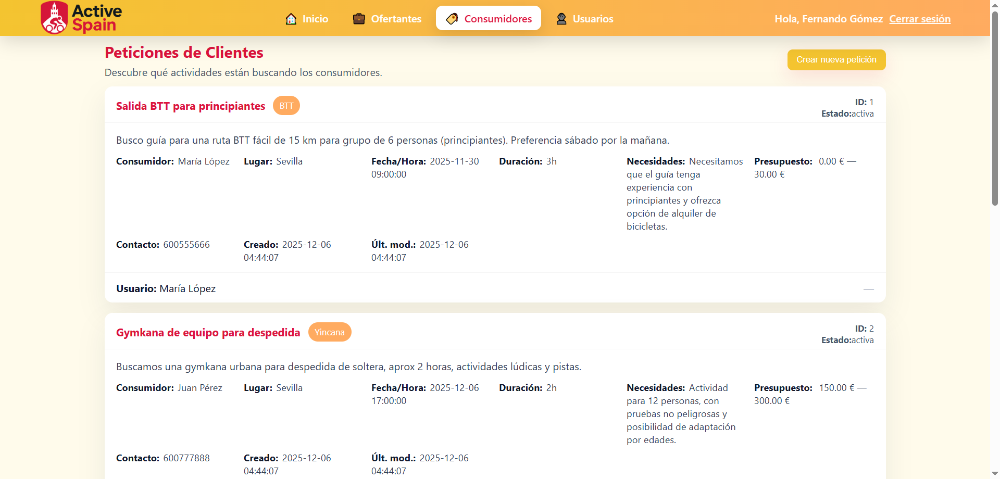 Active
Spain
Inicio
Ofertantes
Consumidores
Usuarios
Hola, Fernando Gómez Cerrar sesión
Peticiones de Clientes
Descubre qué actividades están buscando los consumidores.
Crear nueva petición
Salida BTT para principiantes
BTT
ID: 1
Estado:activa
Busco guía para una ruta BTT fácil de 15 km para grupo de 6 personas (principiantes). Preferencia sábado por la mañana.
Consumidor: María López
Lugar: Sevilla
Fecha/Hora: 2025-11-30
09:00:00
Duración: 3h
Necesidades: Necesitamos
que el guía tenga
experiencia con
principiantes y ofrezca
opción de alquiler de
bicicletas.
Presupuesto: 0.00 € —
30.00 €
Contacto: 600555666
Creado: 2025-12-06
04:44:07
Últ. mod.: 2025-12-06
04:44:07
Usuario: María López
—
Gymkana de equipo para despedida
Yincana
ID: 2
Estado:activa
Buscamos una gymkana urbana para despedida de soltera, aprox 2 horas, actividades lúdicas y pistas.
Consumidor: Juan Pérez
Lugar: Sevilla
Fecha/Hora: 2025-12-06
17:00:00
Duración: 2h
Necesidades: Actividad
para 12 personas, con
pruebas no peligrosas y
posibilidad de adaptación
por edades.
Presupuesto: 150.00 € —
300.00 €
Contacto: 600777888
Creado: 2025-12-06
04:44:07
Últ. mod.: 2025-12-06
04:44:07